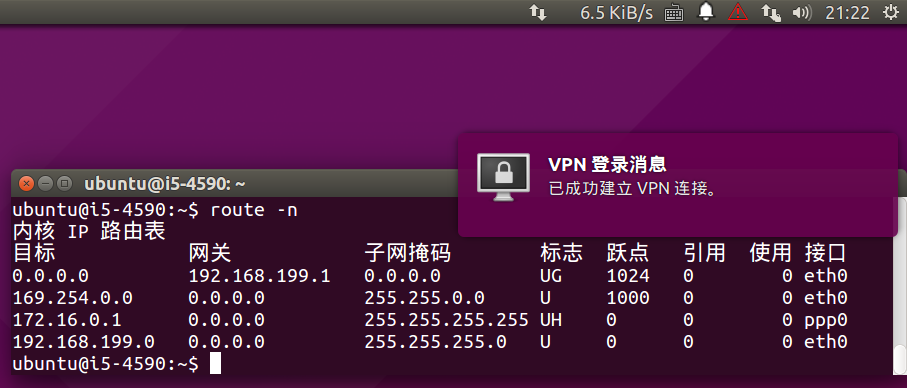 6.5 KiB/s 21:22
VPN 登录消息
已成功建立 VPN 连接。
ubuntu@i5-4590: ~
ubuntu@i5-4590:~$ route -n
内核 IP 路由表
目标 网关 子网掩码 标志 跃点 引用 使用 接口
0.0.0.0 192.168.199.1 0.0.0.0 UG 1024 0 0 eth0
169.254.0.0 0.0.0.0 255.255.0.0 U 1000 0 0 eth0
172.16.0.1 0.0.0.0 255.255.255.255 UH 0 0 0 ppp0
192.168.199.0 0.0.0.0 255.255.255.0 U 0 0 0 eth0
ubuntu@i5-4590:~$